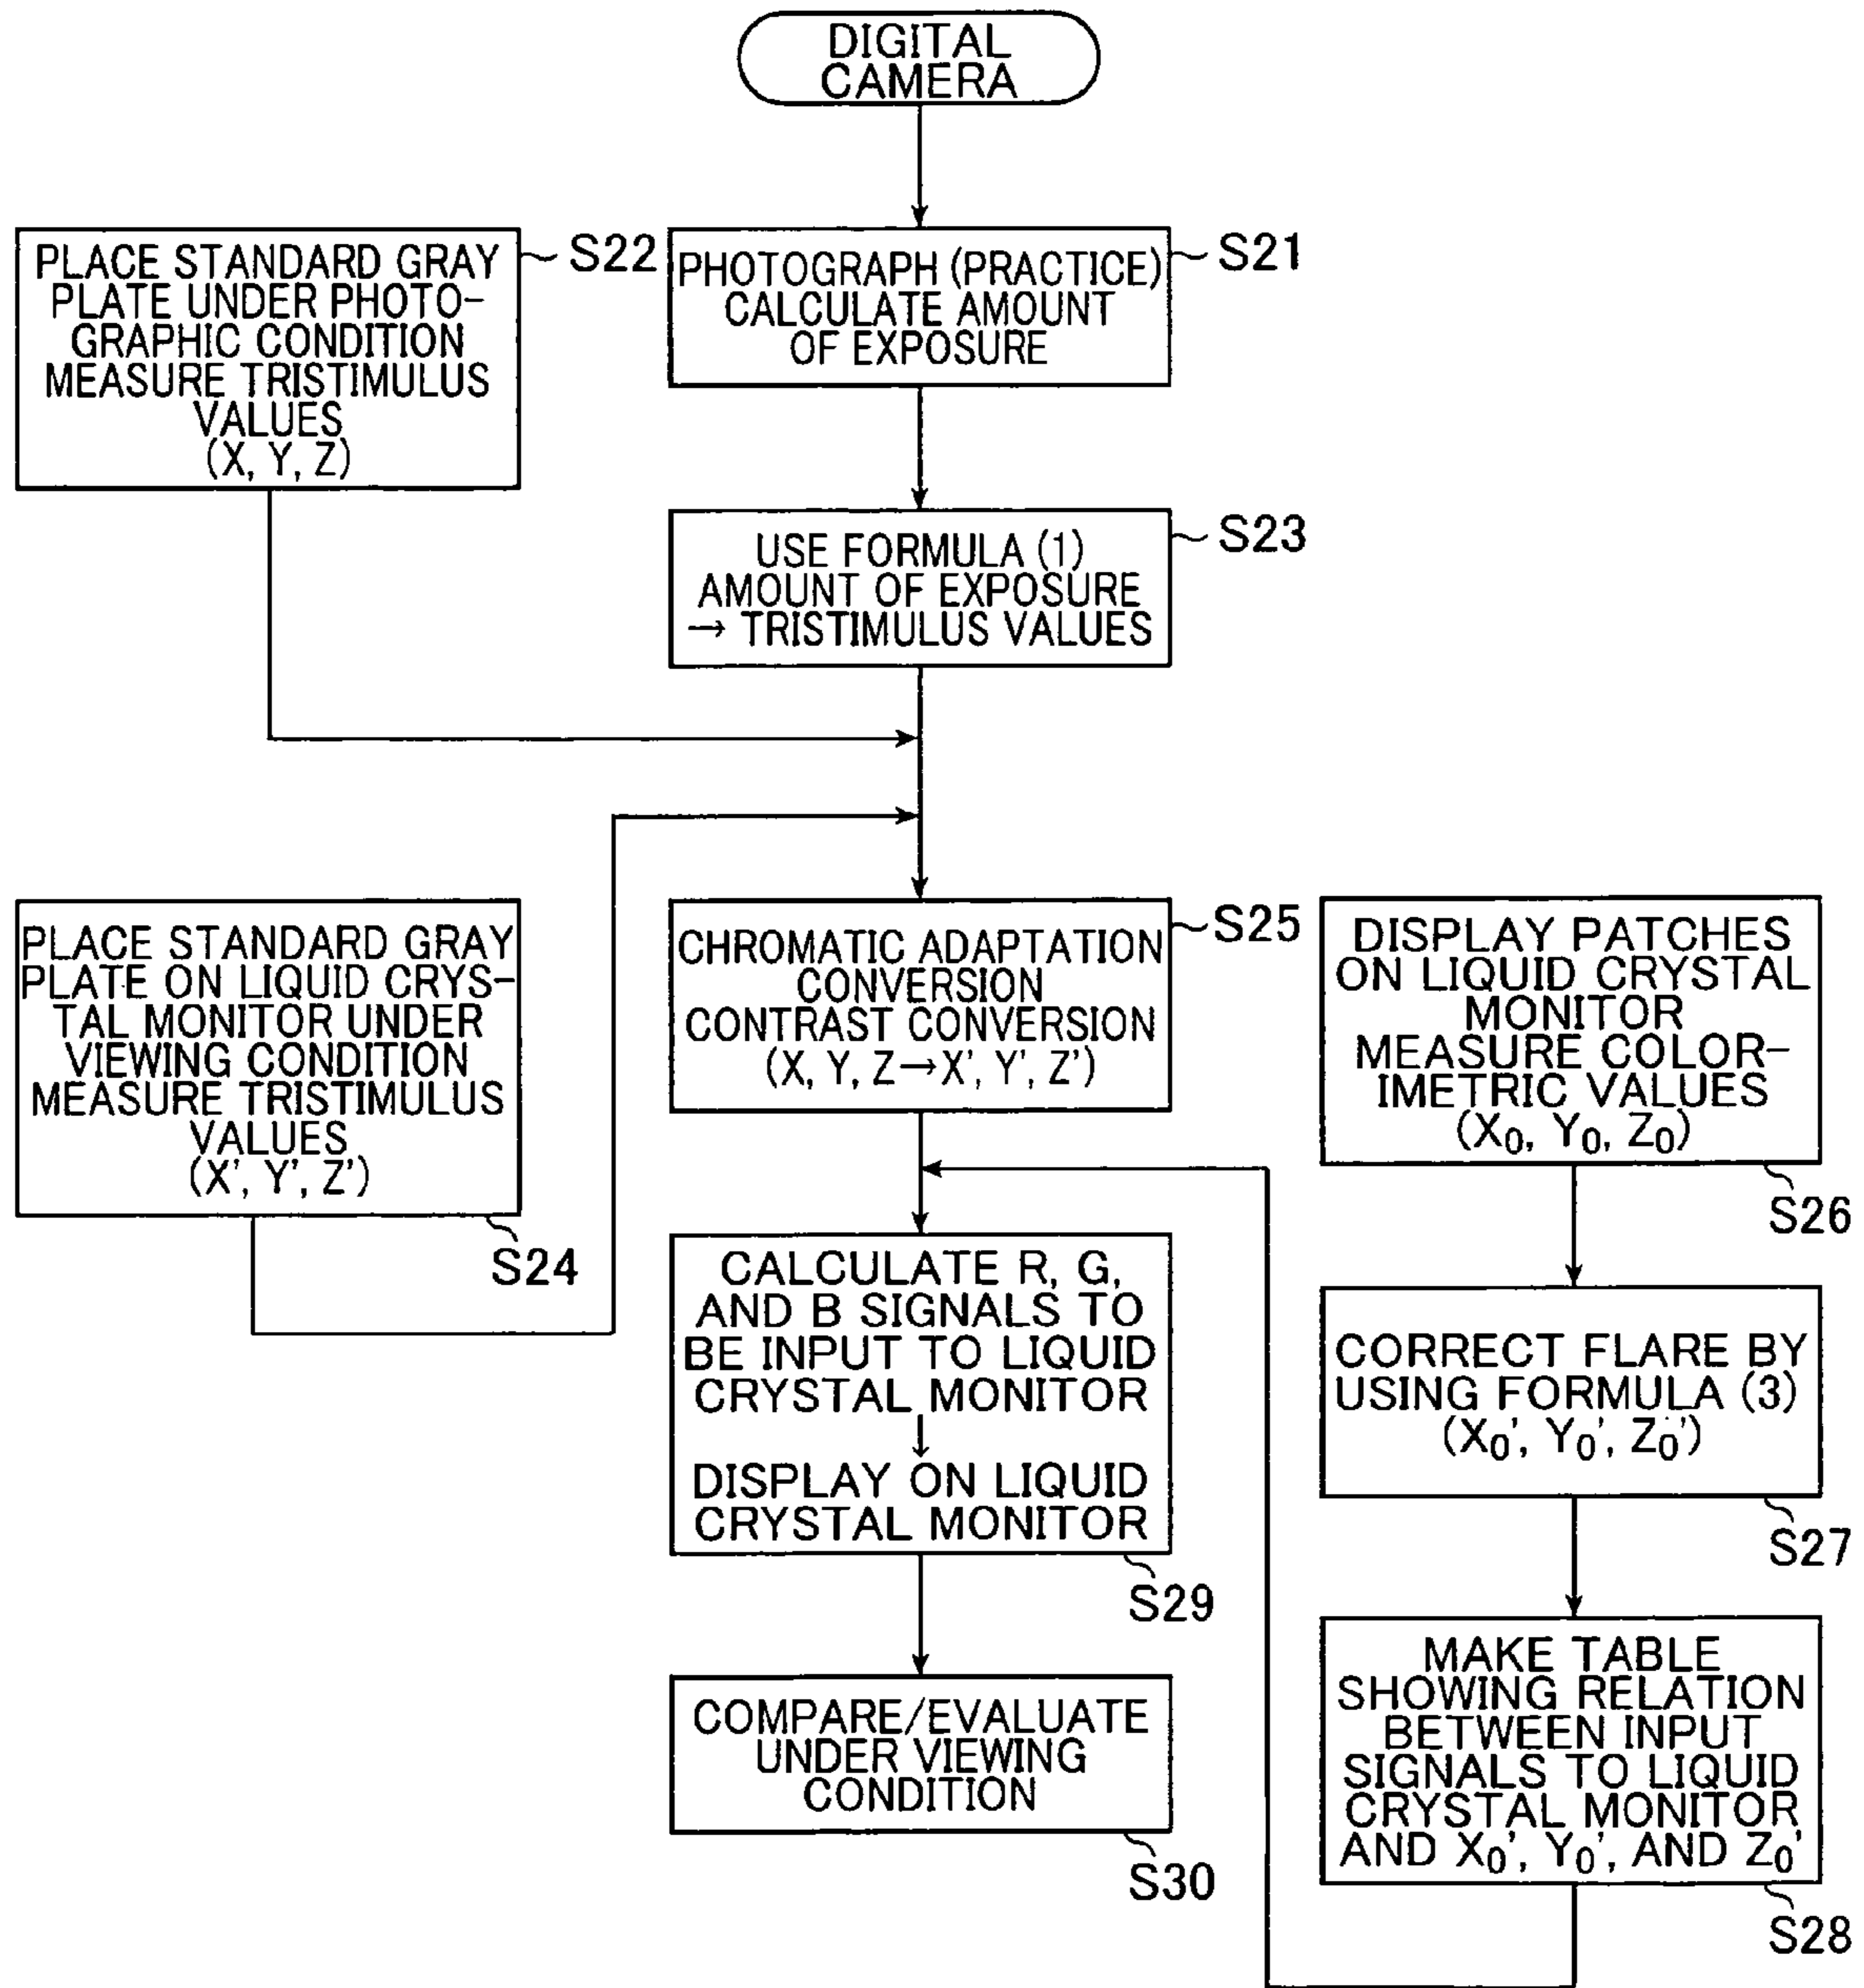 DIGITAL
CAMERA
PLACE STANDARD GRAY
PLATE UNDER PHOTO-
GRAPHIC CONDITION
MEASURE TRISTIMULUS
VALUES
(X, Y, Z)
S22
PHOTOGRAPH (PRACTICE)
CALCULATE AMOUNT
OF EXPOSURE
S21
USE FORMULA (1)
AMOUNT OF EXPOSURE
→ TRISTIMULUS VALUES
S23
PLACE STANDARD GRAY
PLATE ON LIQUID CRYS-
TAL MONITOR UNDER
VIEWING CONDITION
MEASURE TRISTIMULUS
VALUES
(X', Y', Z')
S24
CHROMATIC ADAPTATION
CONVERSION
CONTRAST CONVERSION
(X, Y, Z→X', Y', Z')
S25
DISPLAY PATCHES
ON LIQUID CRYSTAL
MONITOR
MEASURE COLOR-
IMETRIC VALUES
(X₀, Y₀, Z₀)
S26
CALCULATE R, G,
AND B SIGNALS TO
BE INPUT TO LIQUID
CRYSTAL MONITOR
↓
DISPLAY ON LIQUID
CRYSTAL MONITOR
S29
CORRECT FLARE BY
USING FORMULA (3)
(X₀', Y₀', Z₀')
S27
COMPARE/EVALUATE
UNDER VIEWING
CONDITION
S30
MAKE TABLE
SHOWING RELATION
BETWEEN INPUT
SIGNALS TO LIQUID
CRYSTAL MONITOR
AND X₀', Y₀', AND Z₀'
S28